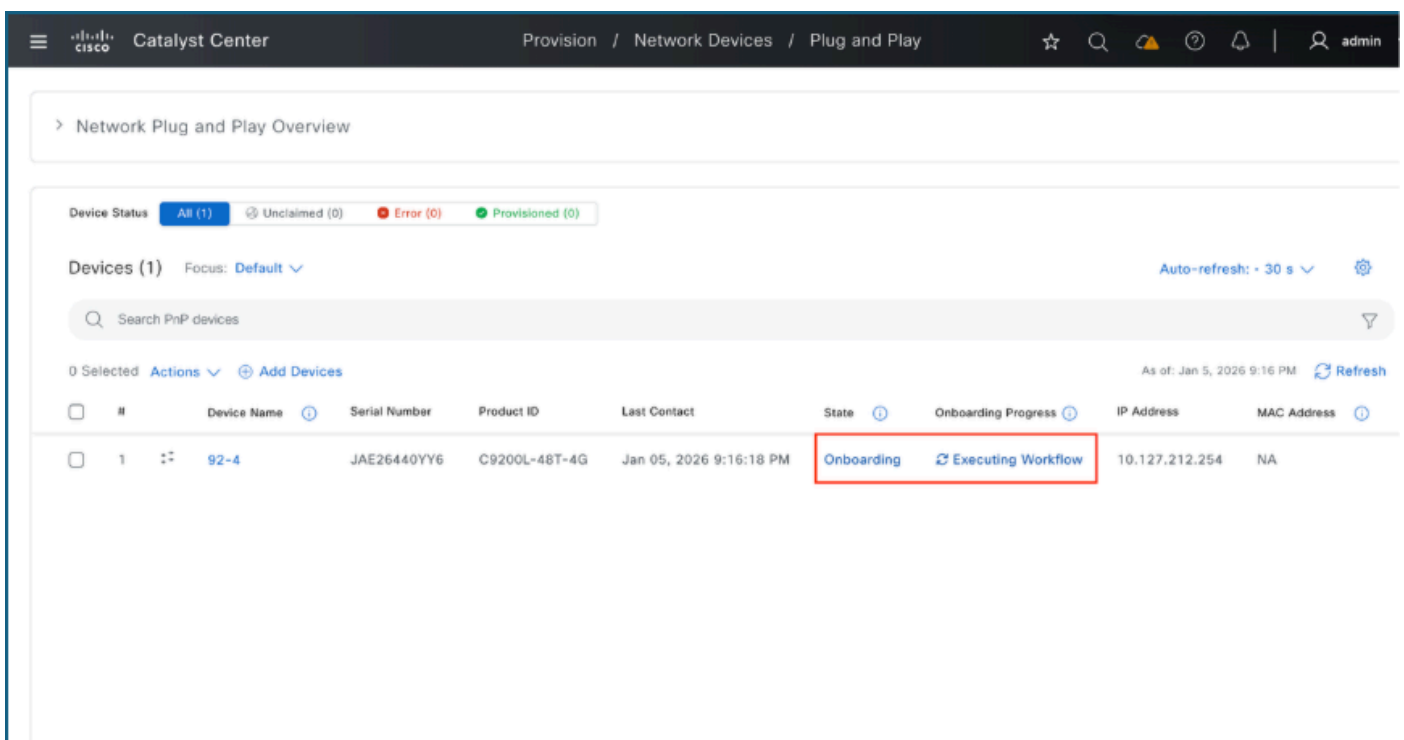 cisco Catalyst Center Provision / Network Devices / Plug and Play admin
> Network Plug and Play Overview
Device Status All (1) Unclaimed (0) Error (0) Provisioned (0)
Devices (1) Focus: Default Auto-refresh: - 30 s
Search PnP devices
0 Selected Actions Add Devices As of: Jan 5, 2026 9:16 PM Refresh
# Device Name Serial Number Product ID Last Contact State Onboarding Progress IP Address MAC Address
1 92-4 JAE26440YY6 C9200L-48T-4G Jan 05, 2026 9:16:18 PM Onboarding Executing Workflow 10.127.212.254 NA